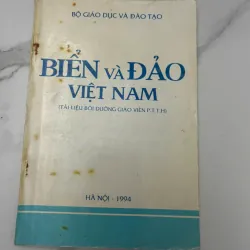 BỘ GIÁO DỤC VÀ ĐÀO TẠO
BIỂN VÀ ĐẢO
VIỆT NAM
(TÀI LIỆU BỒI DƯỠNG GIÁO VIÊN P.T.T.H)
HÀ NỘI - 1994